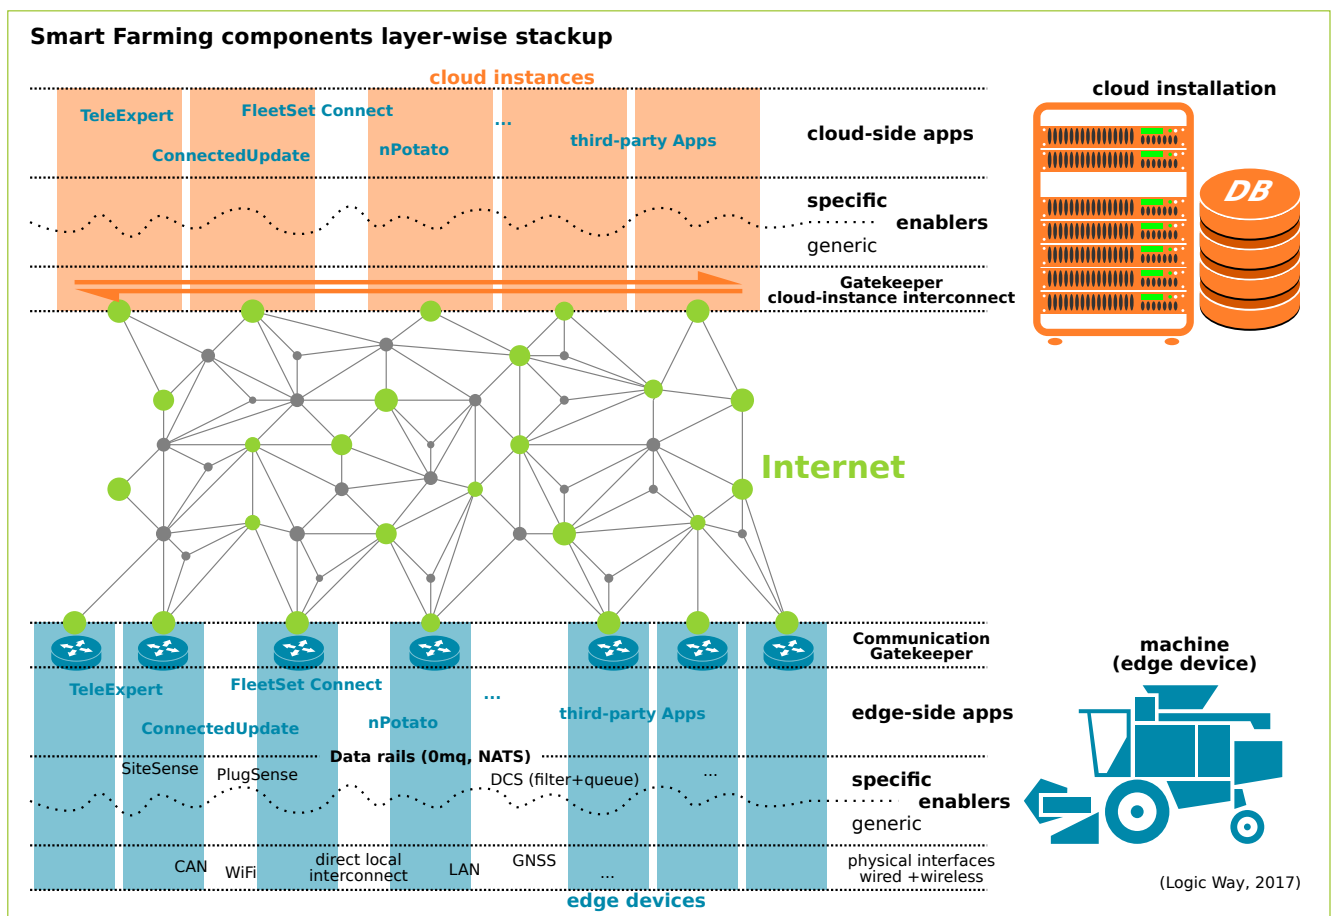 Smart Farming components layer-wise stackup
cloud instances
cloud installation
TeleExpert
FleetSet Connect
...
ConnectedUpdate
nPotato
third-party Apps
cloud-side apps
specific
enablers
generic
DB
Gatekeeper
cloud-instance interconnect
Internet
Communication
Gatekeeper
machine
(edge device)
TeleExpert
FleetSet Connect
...
ConnectedUpdate
nPotato
third-party Apps
edge-side apps
Data rails (0mq, NATS)
SiteSense
PlugSense
DCS (filter+queue)
...
specific
enablers
generic
CAN
WiFi
direct local
interconnect
LAN
GNSS
...
physical interfaces
wired +wireless
edge devices
(Logic Way, 2017)